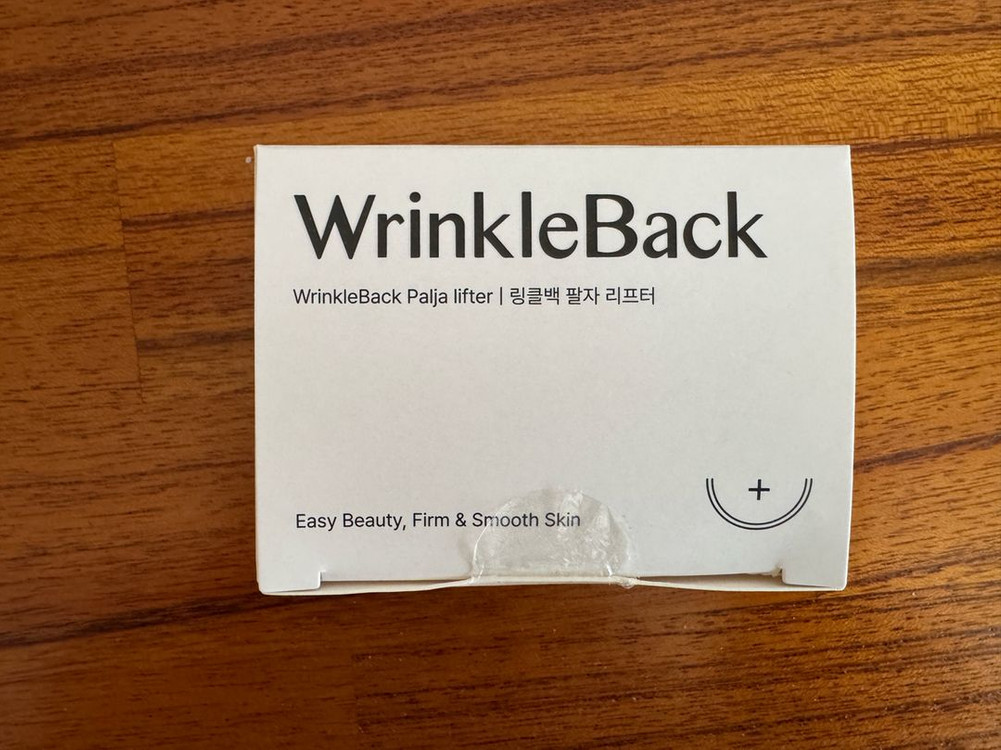 WrinkleBack
WrinkleBack Palja lifter | 링클백 팔자 리프터
Easy Beauty, Firm & Smooth Skin